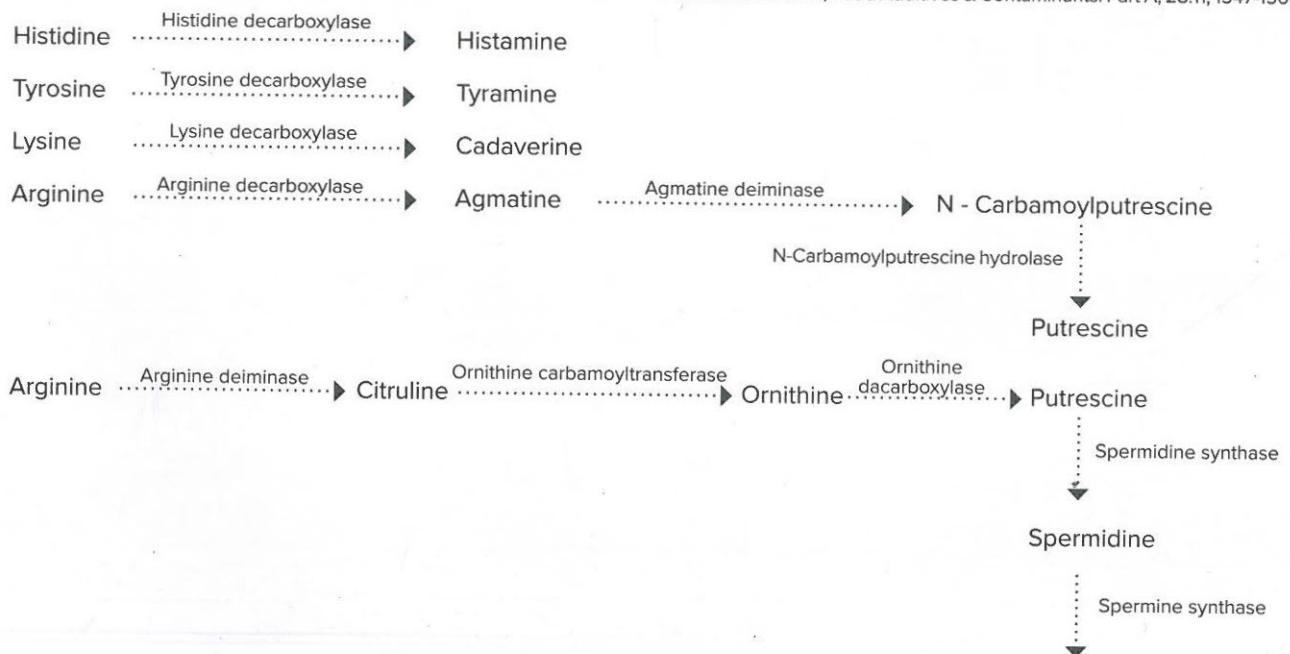 Histidine Histidine decarboxylase Histamine
Tyrosine Tyrosine decarboxylase Tyramine
Lysine Lysine decarboxylase Cadaverine
Arginine Arginine decarboxylase Agmatine Agmatine deiminase N - Carbamoylputrescine
N-Carbamoylputrescine hydrolase
Putrescine
Arginine Arginine deiminase Citruline Ornithine carbamoyltransferase Ornithine Ornithine dacarboxylase Putrescine
Spermidine synthase
Spermidine
Spermine synthase